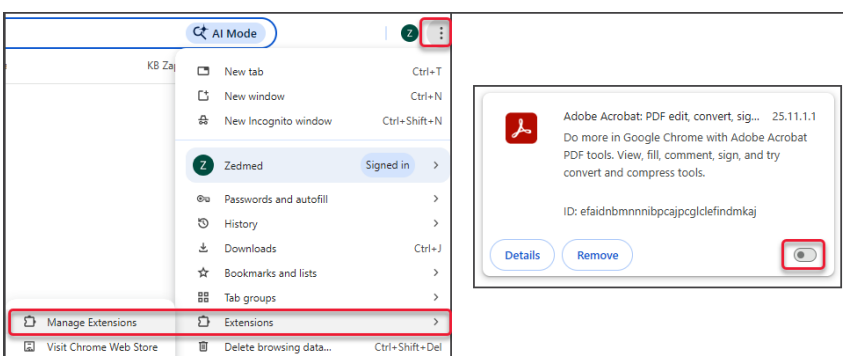 AI Mode
Z
KB Za
New tab Ctrl+T
New window Ctrl+N
New Incognito window Ctrl+Shift+N
Z Zedmed Signed in
Passwords and autofill
History
Downloads Ctrl+J
Bookmarks and lists
Tab groups
Manage Extensions
Extensions
Visit Chrome Web Store
Delete browsing data... Ctrl+Shift+Del
Adobe Acrobat: PDF edit, convert, sig... 25.11.1.1
Do more in Google Chrome with Adobe Acrobat
PDF tools. View, fill, comment, sign, and try
convert and compress tools.
ID: efaidnbmnnnibpcajpcglclefindmkaj
Details Remove